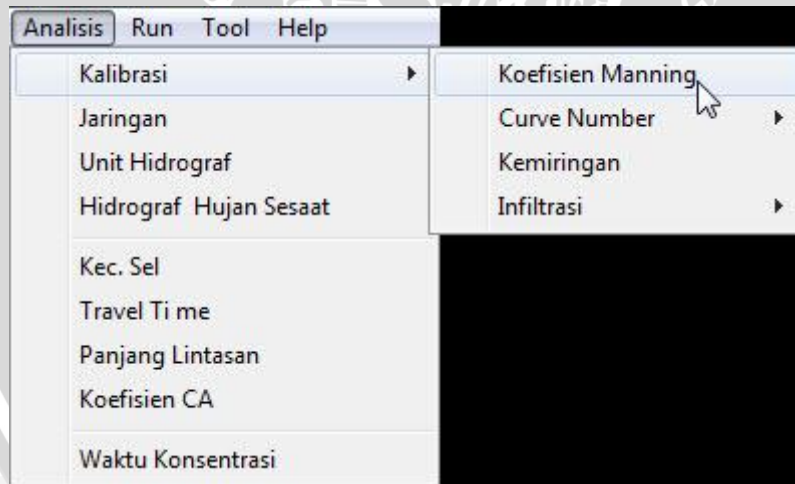 Analisis Run Tool Help
Kalibrasi
Jaringan
Unit Hidrograf
Hidrograf Hujan Sesaat
Kec. Sel
Travel Ti me
Panjang Lintasan
Koefisien CA
Waktu Konsentrasi
Koefisien Manning
Curve Number
Kemiringan
Infiltrasi